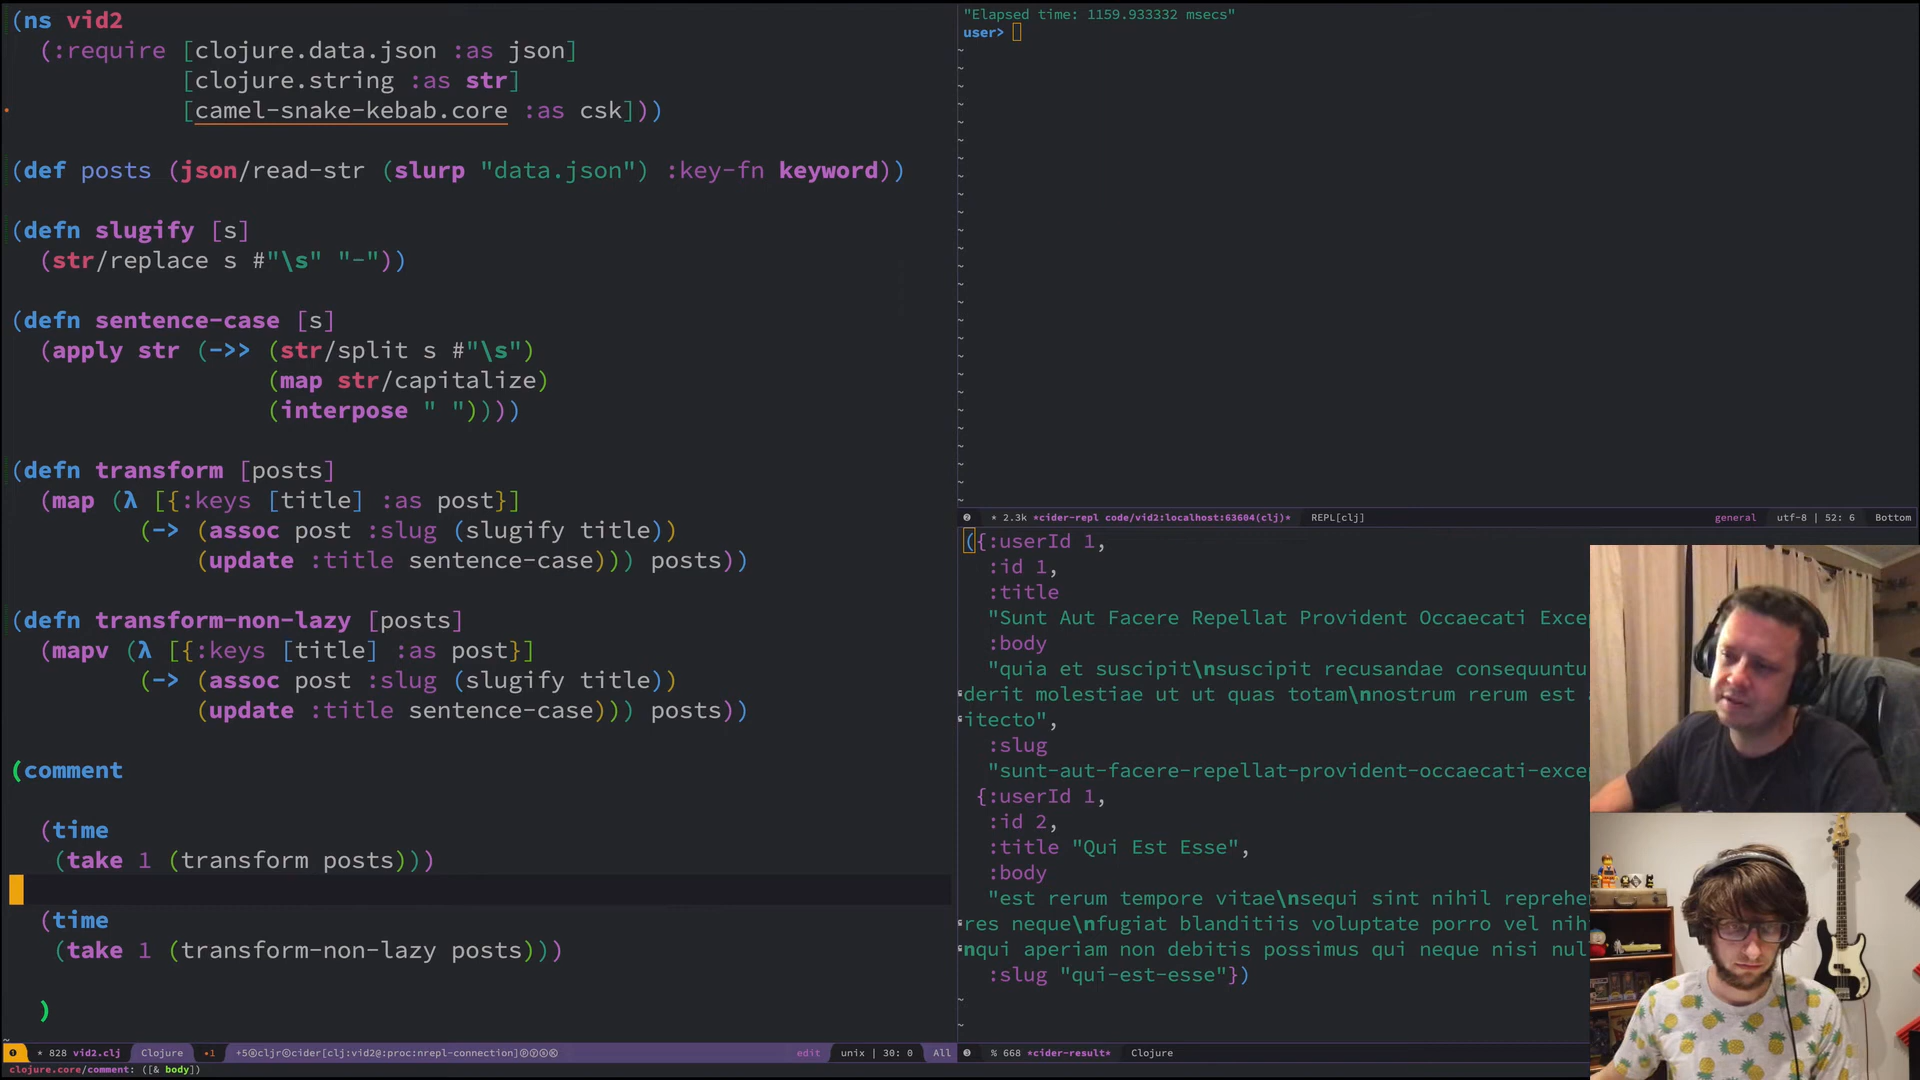 (ns vid2
(:require [clojure.data.json :as json]
[clojure.string :as str]
[camel-snake-kebab.core :as csk]))
(def posts (json/read-str (slurp "data.json") :key-fn keyword))
(defn slugify [s]
(str/replace s #"\s" "-"))
(defn sentence-case [s]
(apply str (->> (str/split s #"\s")
(map str/capitalize)
(interpose " "))))
(defn transform [posts]
(map (λ [{:keys [title] :as post}]
(-> (assoc post :slug (slugify title))
(update :title sentence-case))) posts))
(defn transform-non-lazy [posts]
(mapv (λ [{:keys [title] :as post}]
(-> (assoc post :slug (slugify title))
(update :title sentence-case))) posts))
(comment
(time
(take 1 (transform posts)))
(time
(take 1 (transform-non-lazy posts)))
)
* 828 vid2.clj Clojure •1 edit unix | 30: 0 All
clojure.core/comment: ([& body])
"Elapsed time: 1159.933332 msecs"
user>
* 2.3k *cider-repl code/vid2:localhost:63604(clj)* REPL[clj] general utf-8 | 52: 6 Bottom
({:userId 1,
:id 1,
:title
"Sunt Aut Facere Repellat Provident Occaecati Exce
:body
"quia et suscipit\nsuscipit recusandae consequuntu
derit molestiae ut ut quas totam\nnostrum rerum est
itecto",
:slug
"sunt-aut-facere-repellat-provident-occaecati-exce
{:userId 1,
:id 2,
:title "Qui Est Esse",
:body
"est rerum tempore vitae\nsequi sint nihil reprehe
res neque\nfugiat blanditiis voluptate porro vel nih
nqui aperiam non debitis possimus qui neque nisi nul
:slug "qui-est-esse"})
% 668 *cider-result* Clojure